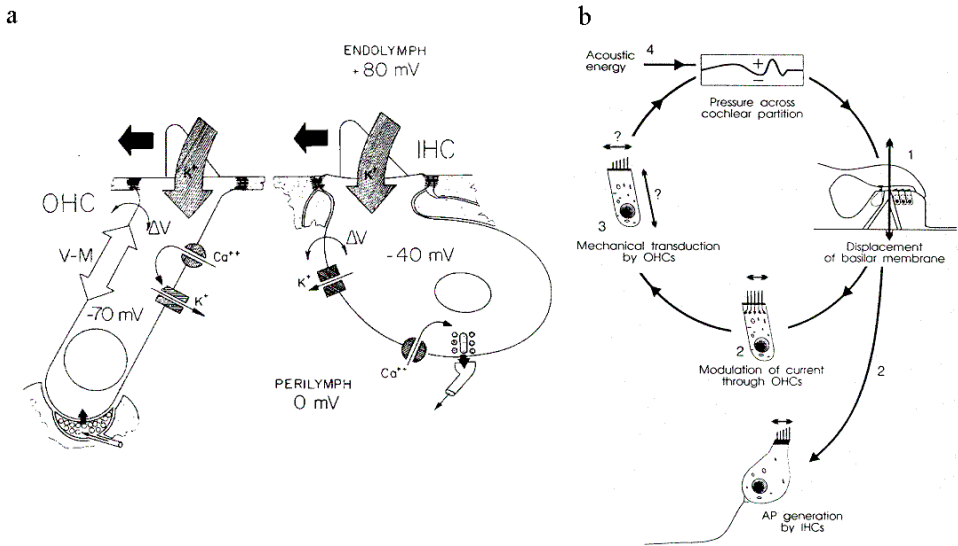 a
ENDOLYMPH
+80 mV
K⁺
OHC
ΔV
V-M
Ca⁺⁺
K⁺
-70 mV
IHC
K⁺
ΔV
-40 mV
K⁺
Ca⁺⁺
PERILYMPH
0 mV
b
Acoustic
energy
4
+
−
Pressure across
cochlear partition
1
Displacement
of basilar membrane
?
?
3
Mechanical transduction
by OHCs
2
Modulation of current
through OHCs
2
AP generation
by IHCs